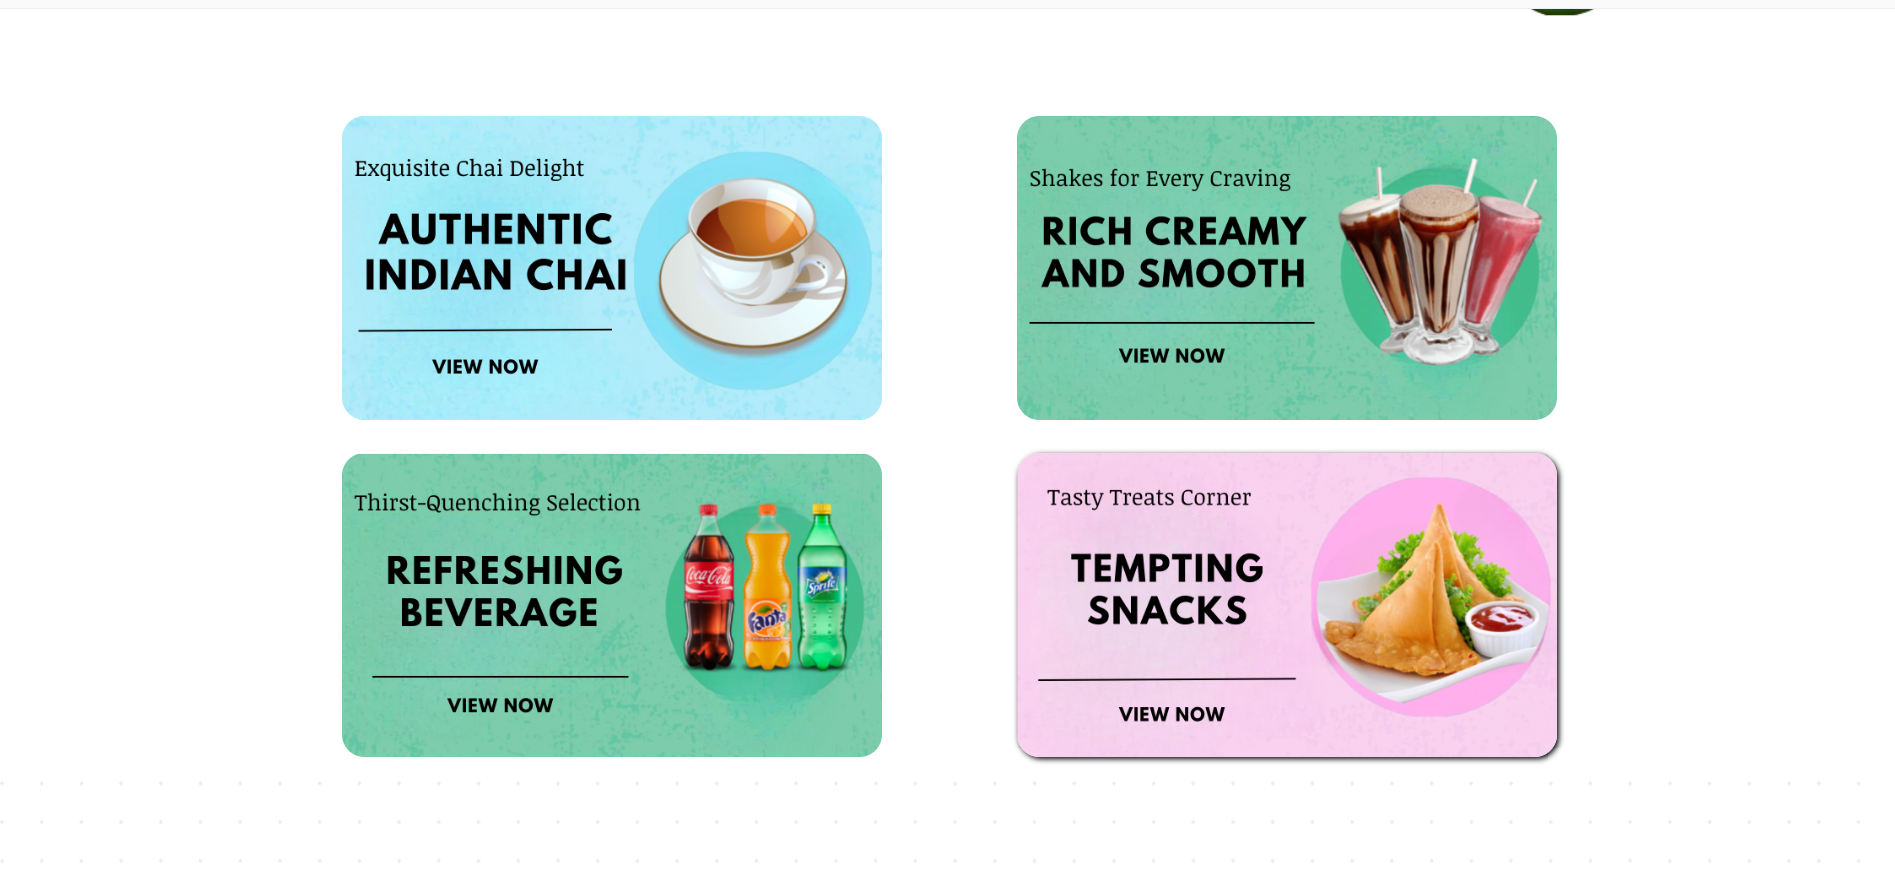 Exquisite Chai Delight
AUTHENTIC
INDIAN CHAI
VIEW NOW
Shakes for Every Craving
RICH CREAMY
AND SMOOTH
VIEW NOW
Thirst-Quenching Selection
REFRESHING
BEVERAGE
VIEW NOW
Coca-Cola
Fanta
Sprite
Tasty Treats Corner
TEMPTING
SNACKS
VIEW NOW